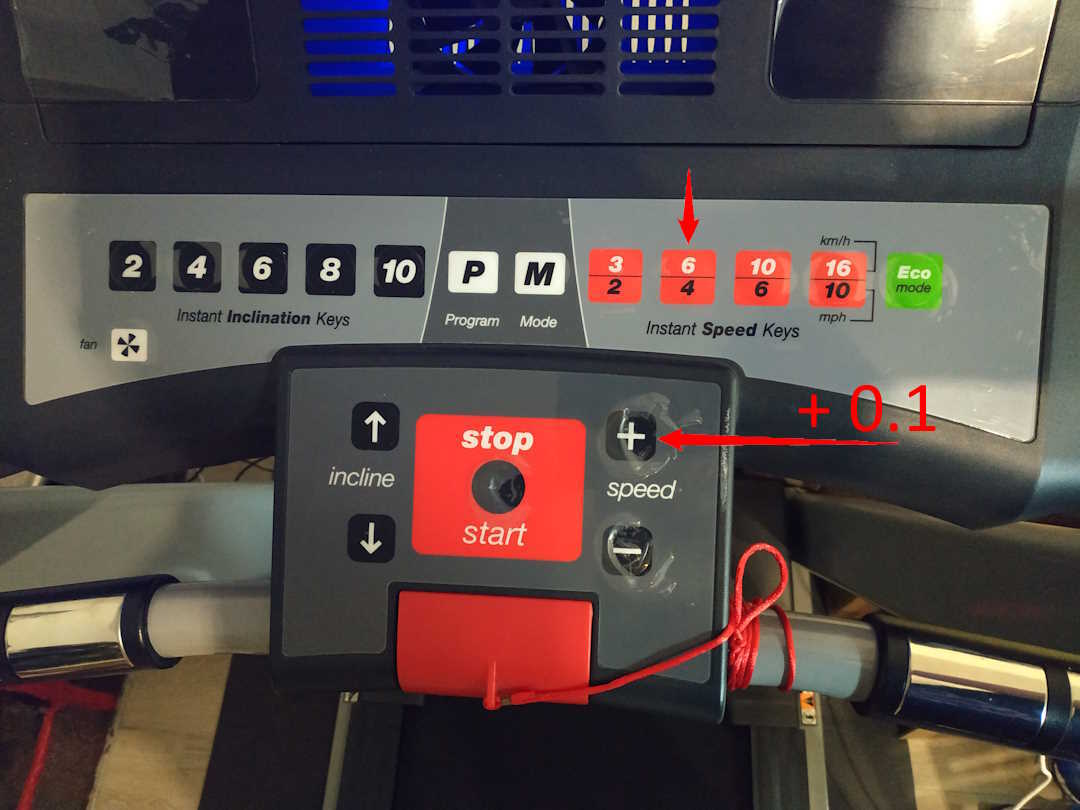 2 4 6 8 10
Instant Inclination Keys
fan
P M
Program Mode
km/h
3 6 10 16
2 4 6 10
mph
Instant Speed Keys
Eco
mode
+ 0.1
incline
stop
start
+
speed
−